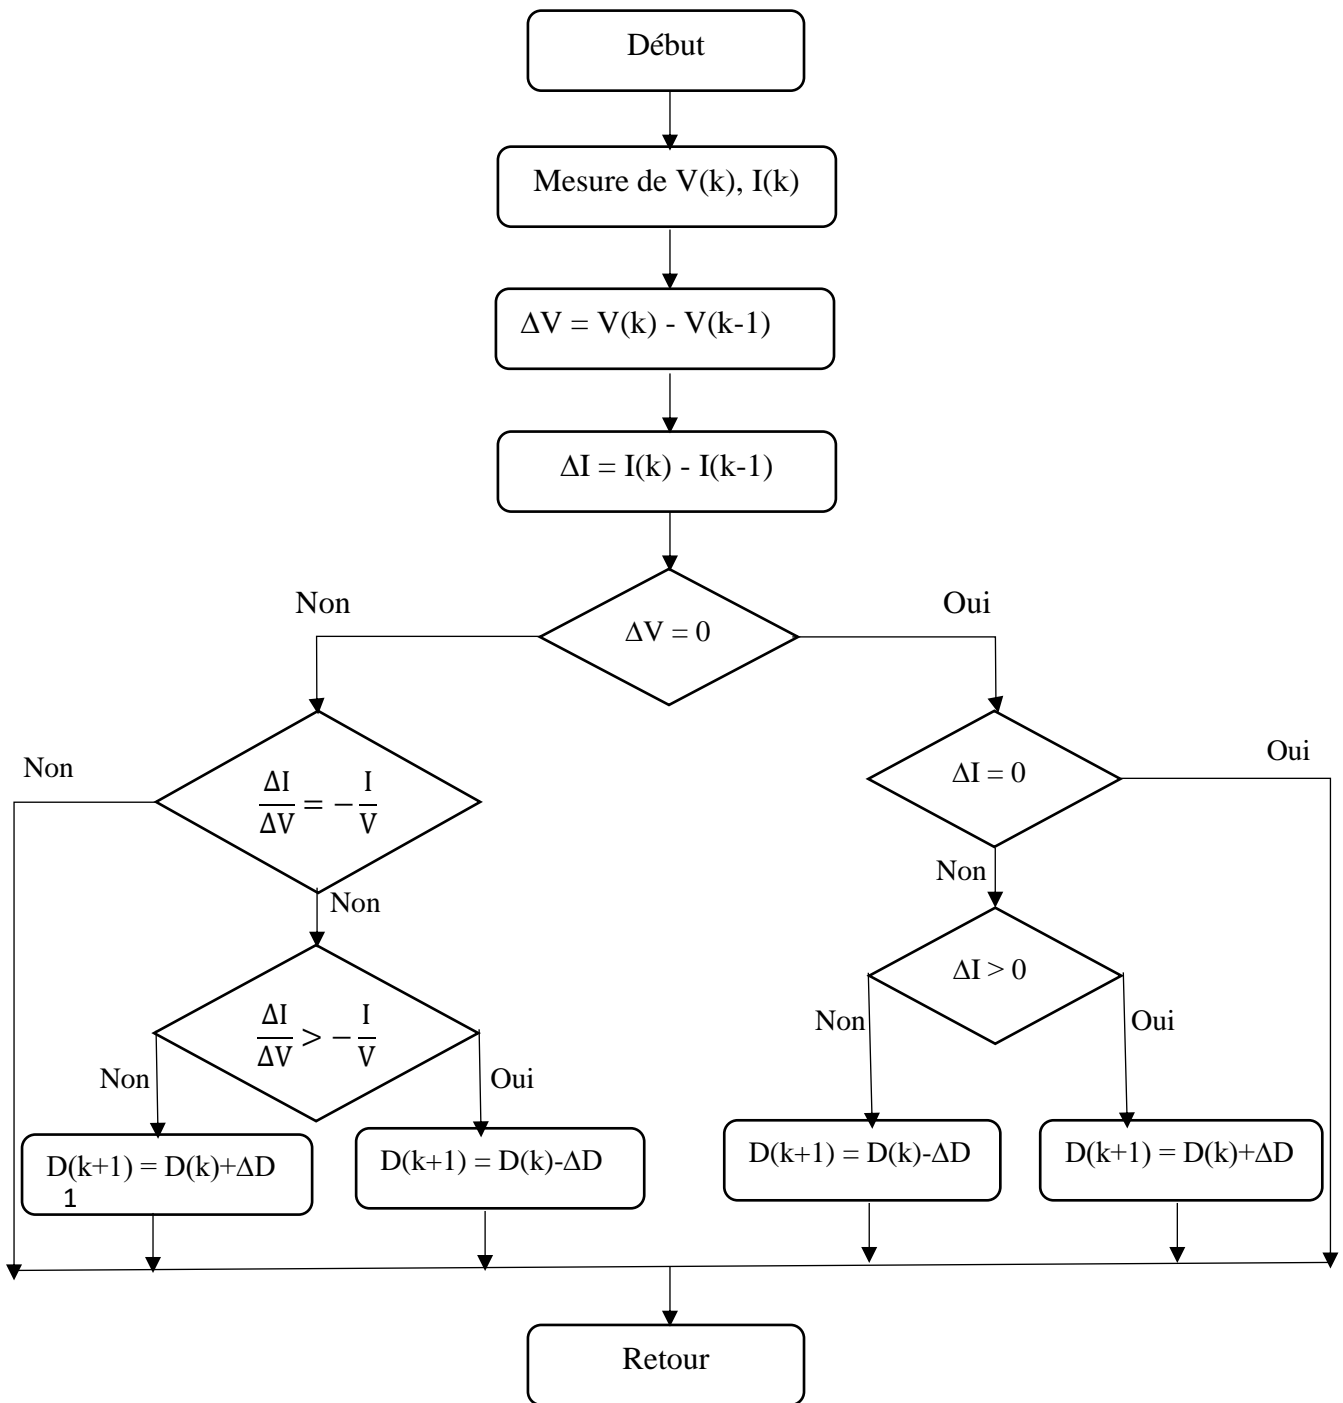 Début
Mesure de V(k), I(k)
ΔV = V(k) - V(k-1)
ΔI = I(k) - I(k-1)
Non
Oui
ΔV = 0
Non
ΔI/ΔV = − I/V
ΔI = 0
Oui
Non
Non
ΔI/ΔV > − I/V
ΔI > 0
Non
Oui
Non
Oui
D(k+1) = D(k)+ΔD
1
D(k+1) = D(k)-ΔD
D(k+1) = D(k)-ΔD
D(k+1) = D(k)+ΔD
Retour